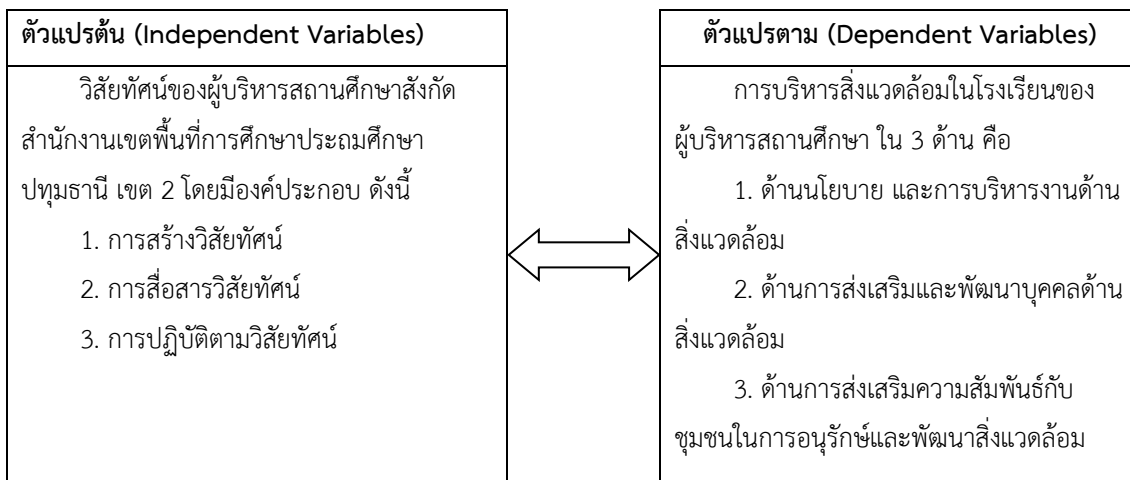 ตัวแปรต้น (Independent Variables)
วิสัยทัศน์ของผู้บริหารสถานศึกษาสังกัด
สำนักงานเขตพื้นที่การศึกษาประถมศึกษา
ปทุมธานี เขต 2 โดยมีองค์ประกอบ ดังนี้
1. การสร้างวิสัยทัศน์
2. การสื่อสารวิสัยทัศน์
3. การปฏิบัติตามวิสัยทัศน์
ตัวแปรตาม (Dependent Variables)
การบริหารสิ่งแวดล้อมในโรงเรียนของ
ผู้บริหารสถานศึกษา ใน 3 ด้าน คือ
1. ด้านนโยบาย และการบริหารงานด้าน
สิ่งแวดล้อม
2. ด้านการส่งเสริมและพัฒนาบุคคลด้าน
สิ่งแวดล้อม
3. ด้านการส่งเสริมความสัมพันธ์กับ
ชุมชนในการอนุรักษ์และพัฒนาสิ่งแวดล้อม